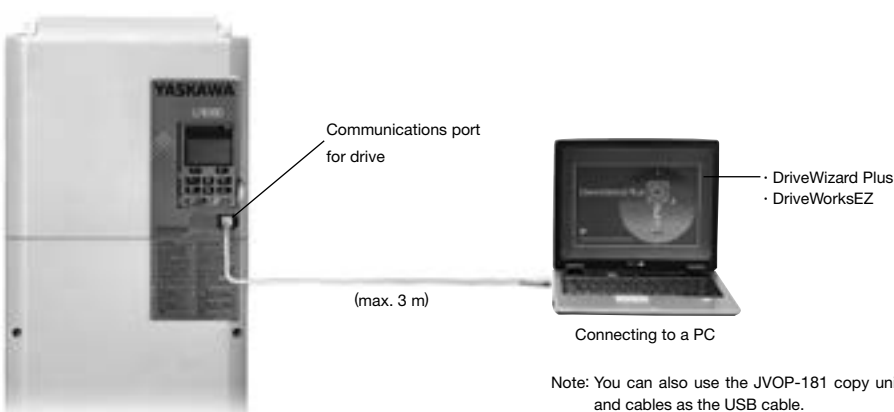 YASKAWA
Communications port
for drive
· DriveWizard Plus
· DriveWorksEZ
(max. 3 m)
Connecting to a PC
Note: You can also use the JVOP-181 copy
and cables as the USB cable.